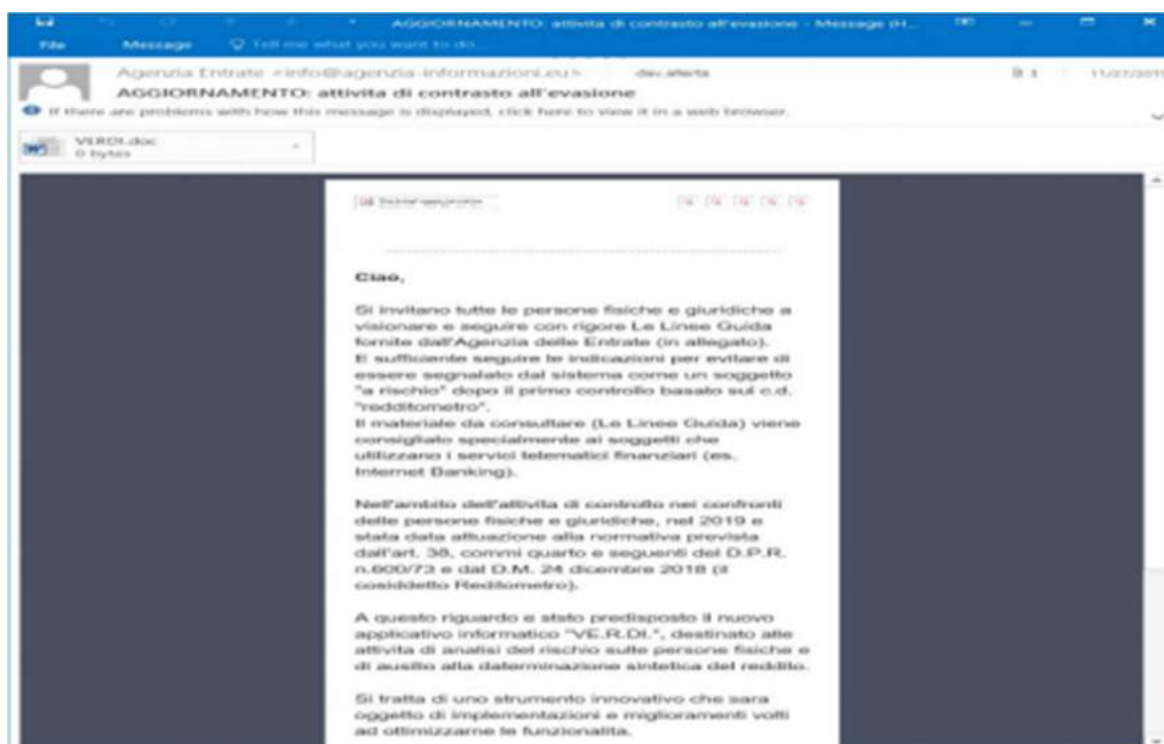 AGGIORNAMENTO: attivita di contrasto all'evasione - Message (H...
File Message Tell me what you want to do...
Agenzia Entrate <info@agenzia-informazioni.eu> dev.allerta 1
AGGIORNAMENTO: attivita di contrasto all'evasione
If there are problems with how this message is displayed, click here to view it in a web browser.
VERDI.doc
0 bytes
Ciao,
Si invitano tutte le persone fisiche e giuridiche a
visionare e seguire con rigore Le Linee Guida
fornite dall'Agenzia delle Entrate (in allegato).
E sufficiente seguire le indicazioni per evitare di
essere segnalato dal sistema come un soggetto
"a rischio" dopo il primo controllo basato sul c.d.
"redditometro".
Il materiale da consultare (Le Linee Guida) viene
consigliato specialmente ai soggetti che
utilizzano i servici telematici finanziari (es.
Internet Banking).
Nell'ambito dell'attivita di controllo nei confronti
delle persone fisiche e giuridiche, nel 2019 e
stata data attuazione alla normativa prevista
dall'art. 38, commi quarto e seguenti del D.P.R.
n.600/73 e dal D.M. 24 dicembre 2018 (il
cosiddetto Reditometro).
A questo riguardo e stato predisposto il nuovo
applicativo informatico "VE.R.DI.", destinato alle
attivita di analisi del rischio sulle persone fisiche e
di ausilio alla daterminazione sintetica del reddito.
Si tratta di uno strumento innovativo che sara
oggetto di implementazioni e miglioramenti volti
ad ottimizzarne le funzionalita.